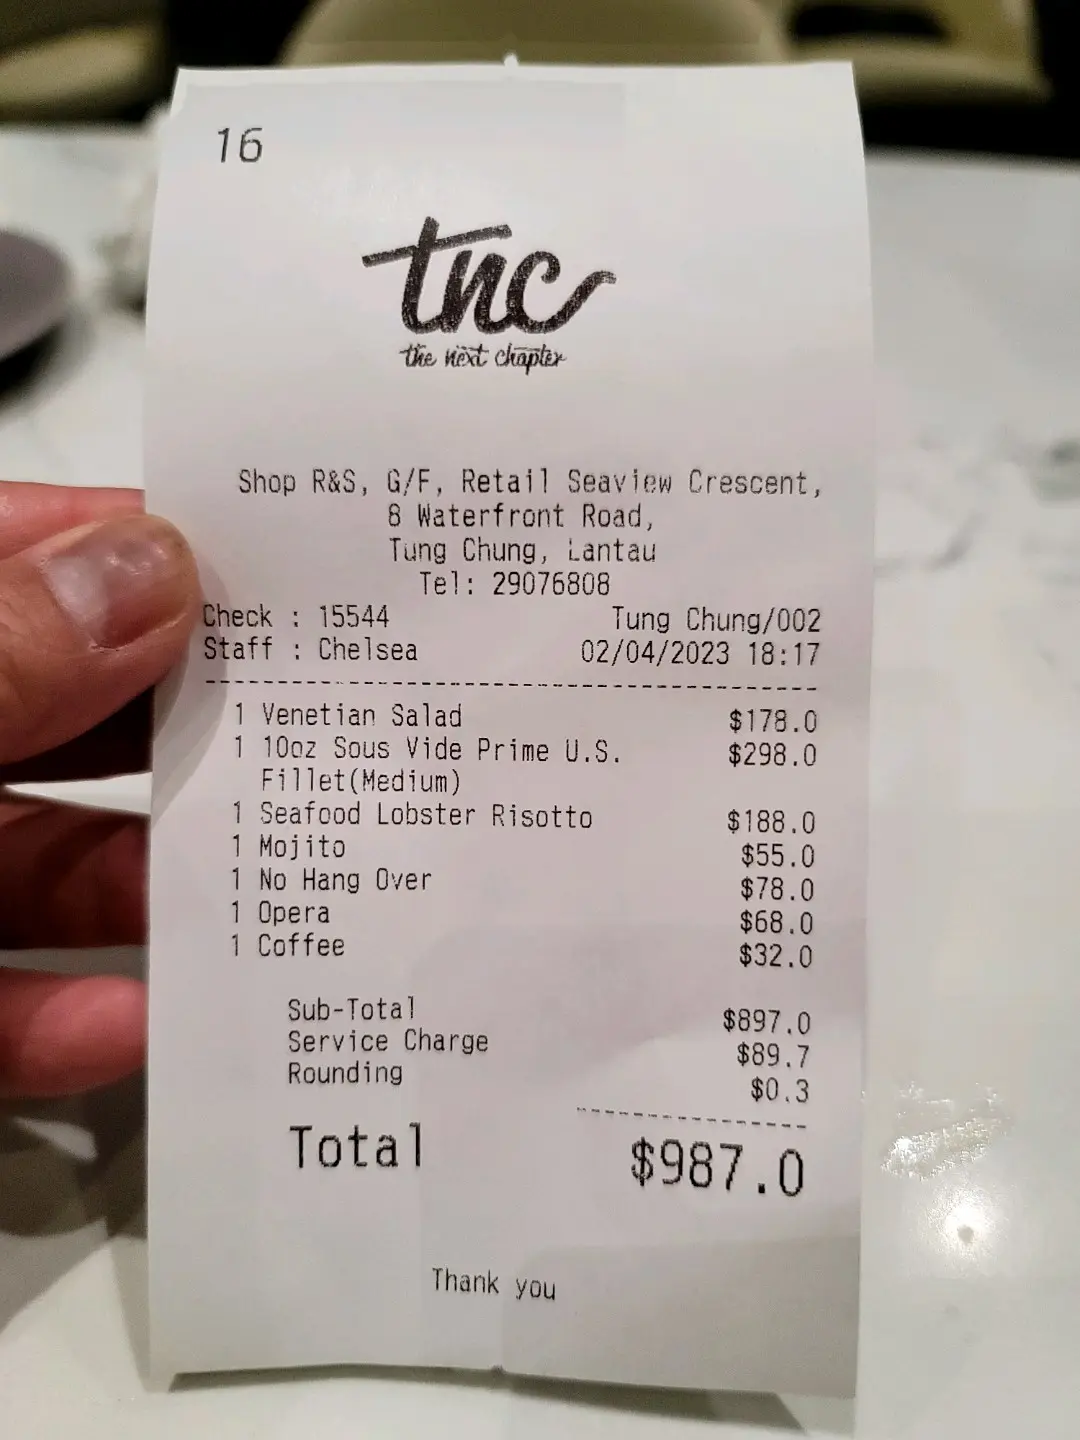 16
tnc
the next chapter
Shop R&S, G/F, Retail Seaview Crescent,
8 Waterfront Road,
Tung Chung, Lantau
Tel: 29076808
Check : 15544 Tung Chung/002
Staff : Chelsea 02/04/2023 18:17
1 Venetian Salad $178.0
1 10oz Sous Vide Prime U.S. $298.0
Fillet(Medium)
1 Seafood Lobster Risotto $188.0
1 Mojito $55.0
1 No Hang Over $78.0
1 Opera $68.0
1 Coffee $32.0
Sub-Total $897.0
Service Charge $89.7
Rounding $0.3
Total $987.0
Thank you